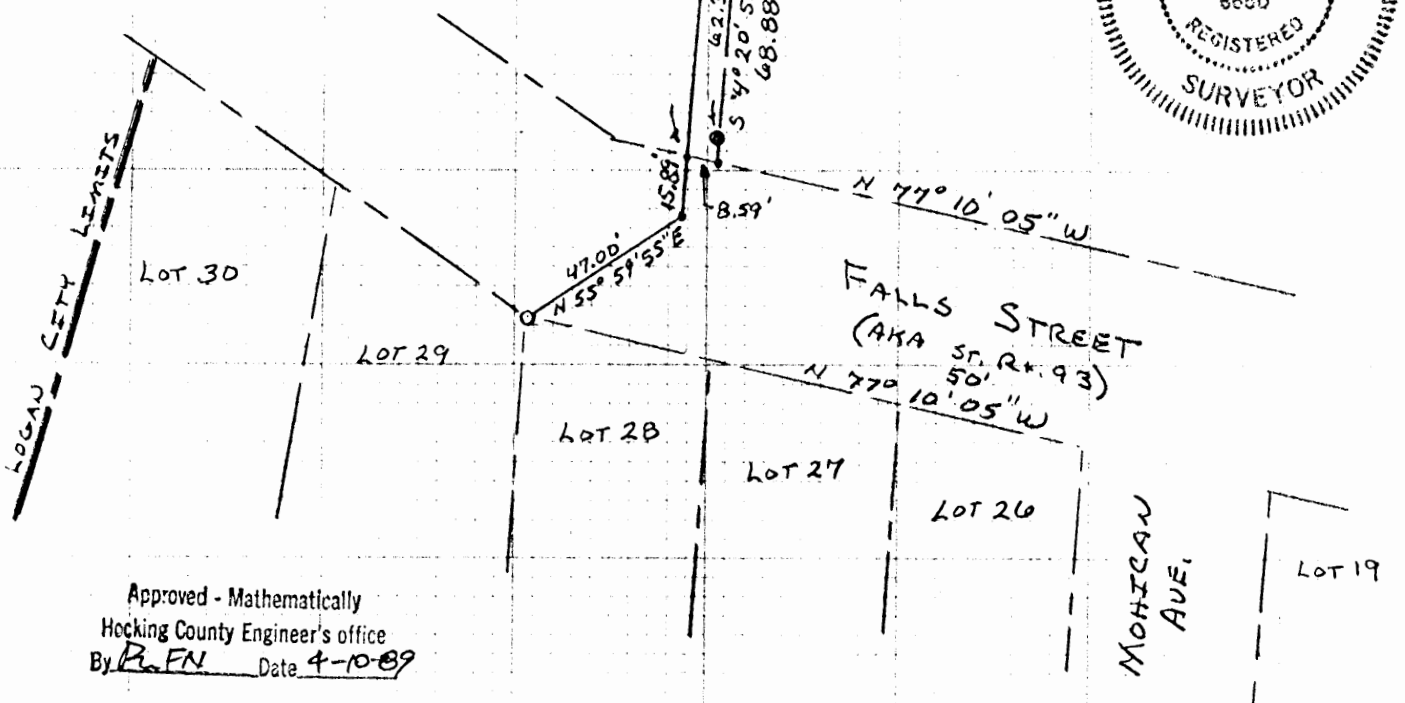 REGISTERED
SURVEYOR
S 4° 20' 5
68.88
62.
15.89'
8.59'
N 77° 10' 05" W
47.00'
N 55° 59' 55" E
FALLS STREET
(AKA ST. Rt. 93)
50'
N 77° 10' 05" W
LOGAN CITY LIMITS
LOT 30
LOT 29
LOT 28
LOT 27
LOT 26
LOT 19
MOHICAN
AVE.
Approved - Mathematically
Hocking County Engineer's office
By Date 4-10-89